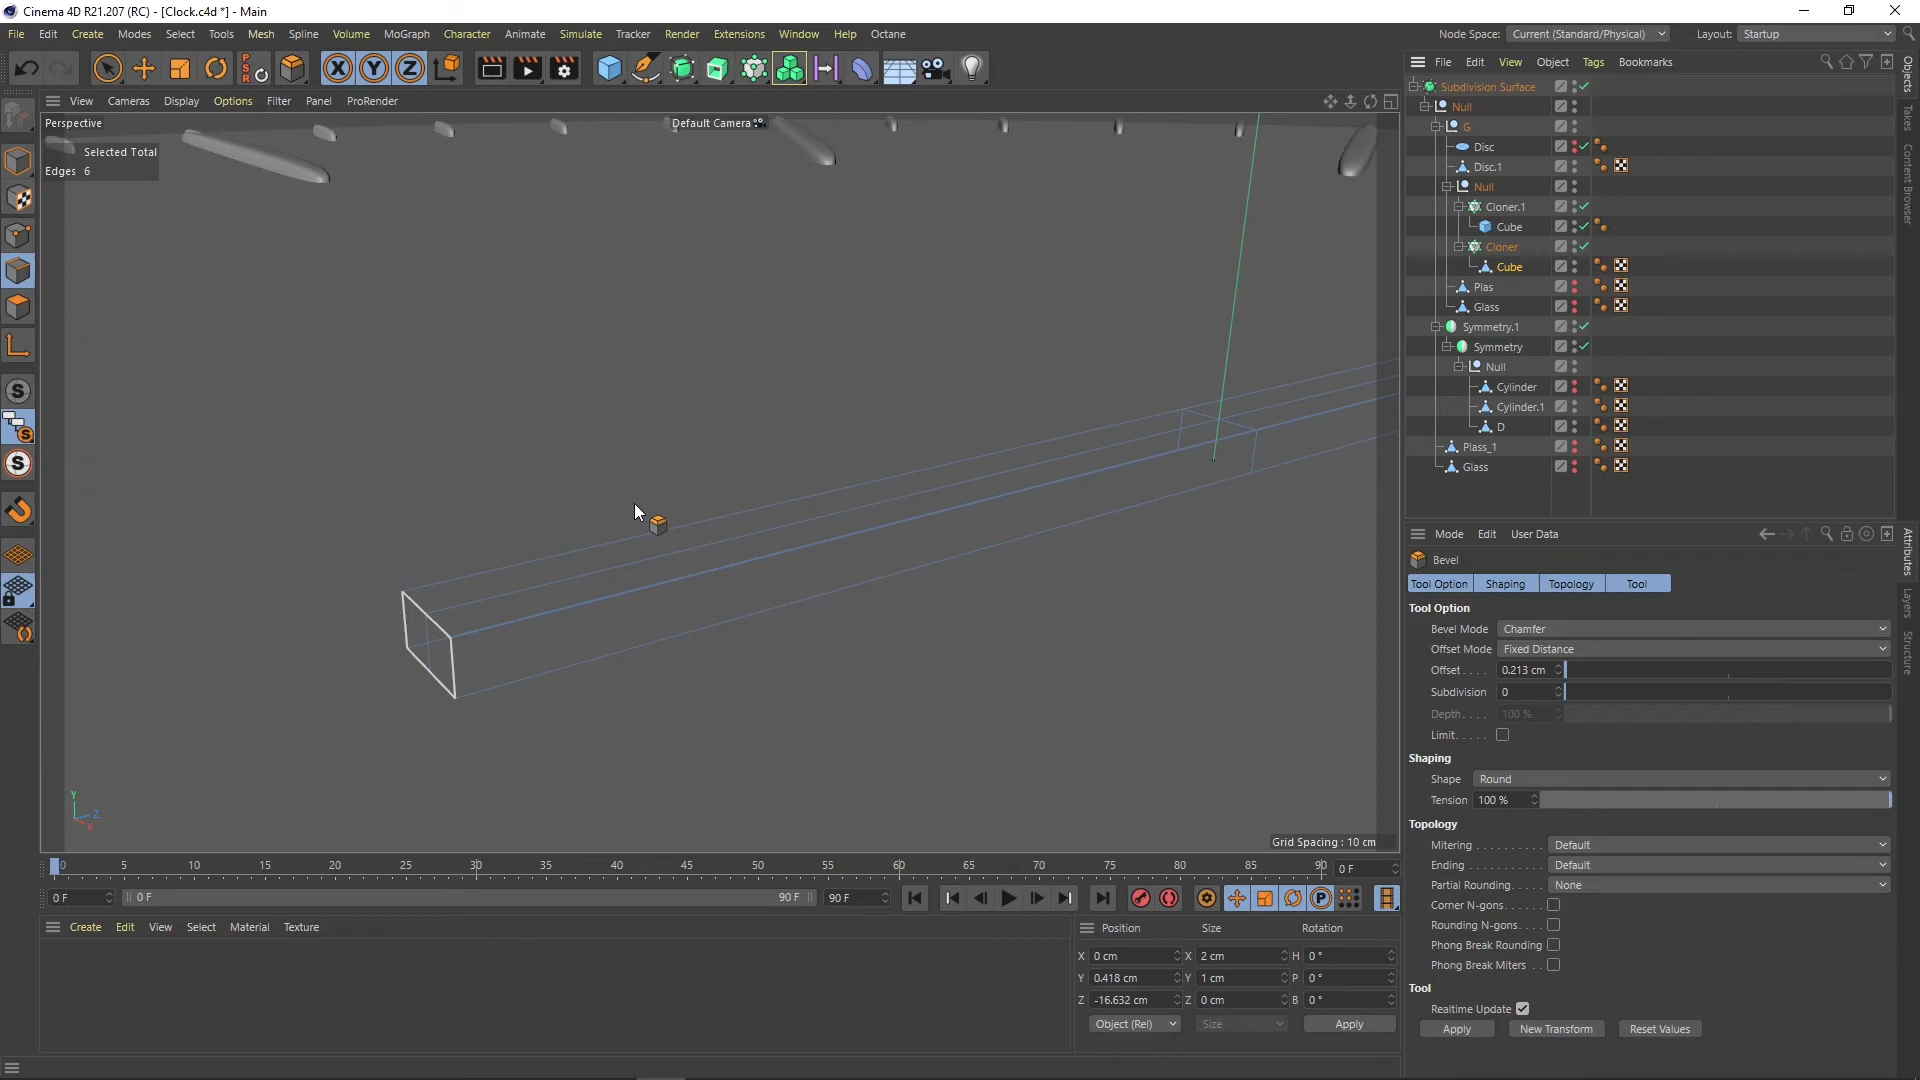 Cinema 4D R21.207 (RC) - [Clock.c4d *] - Main
File Edit Create Modes Select Tools Mesh Spline Volume MoGraph Character Animate Simulate Tracker Render Extensions Window Help Octane Node Space: Current (Standard/Physical) Layout: Startup
PSR X Y Z
View Cameras Display Options Filter Panel ProRender
Perspective
Default Camera
Selected Total
Edges 6
Grid Spacing : 10 cm
Y Z X
File Edit View Object Tags Bookmarks
Subdivision Surface
Null
G
Disc
Disc.1
Null
Cloner.1
Cube
Cloner
Cube
Plas
Glass
Symmetry.1
Symmetry
Null
Cylinder
Cylinder.1
D
Plass_1
Glass
Objects
Takes
Content Browser
Attributes
Layers
Structure
Mode Edit User Data
Bevel
Tool Option Shaping Topology Tool
Tool Option
Bevel Mode Chamfer
Offset Mode Fixed Distance
Offset . . . . 0.213 cm
Subdivision 0
Depth. . . . . 100 %
Limit. . . . . 
Shaping
Shape Round
Tension 100 %
Topology
Mitering . . . . . . . . . . Default
Ending. . . . . . . . . . . . Default
Partial Rounding. . . . . None
Corner N-gons. . . . . .
Rounding N-gons. . . .
Phong Break Rounding
Phong Break Miters . .
Tool
Realtime Update
Apply New Transform Reset Values
0 5 10 15 20 25 30 35 40 45 50 55 60 65 70 75 80 85 90 0 F
0 F 0 F 90 F 90 F
Create Edit View Select Material Texture
Position Size Rotation
X 0 cm X 2 cm H 0 °
Y 0.418 cm Y 1 cm P 0 °
Z -16.632 cm Z 0 cm B 0 °
Object (Rel) Size Apply